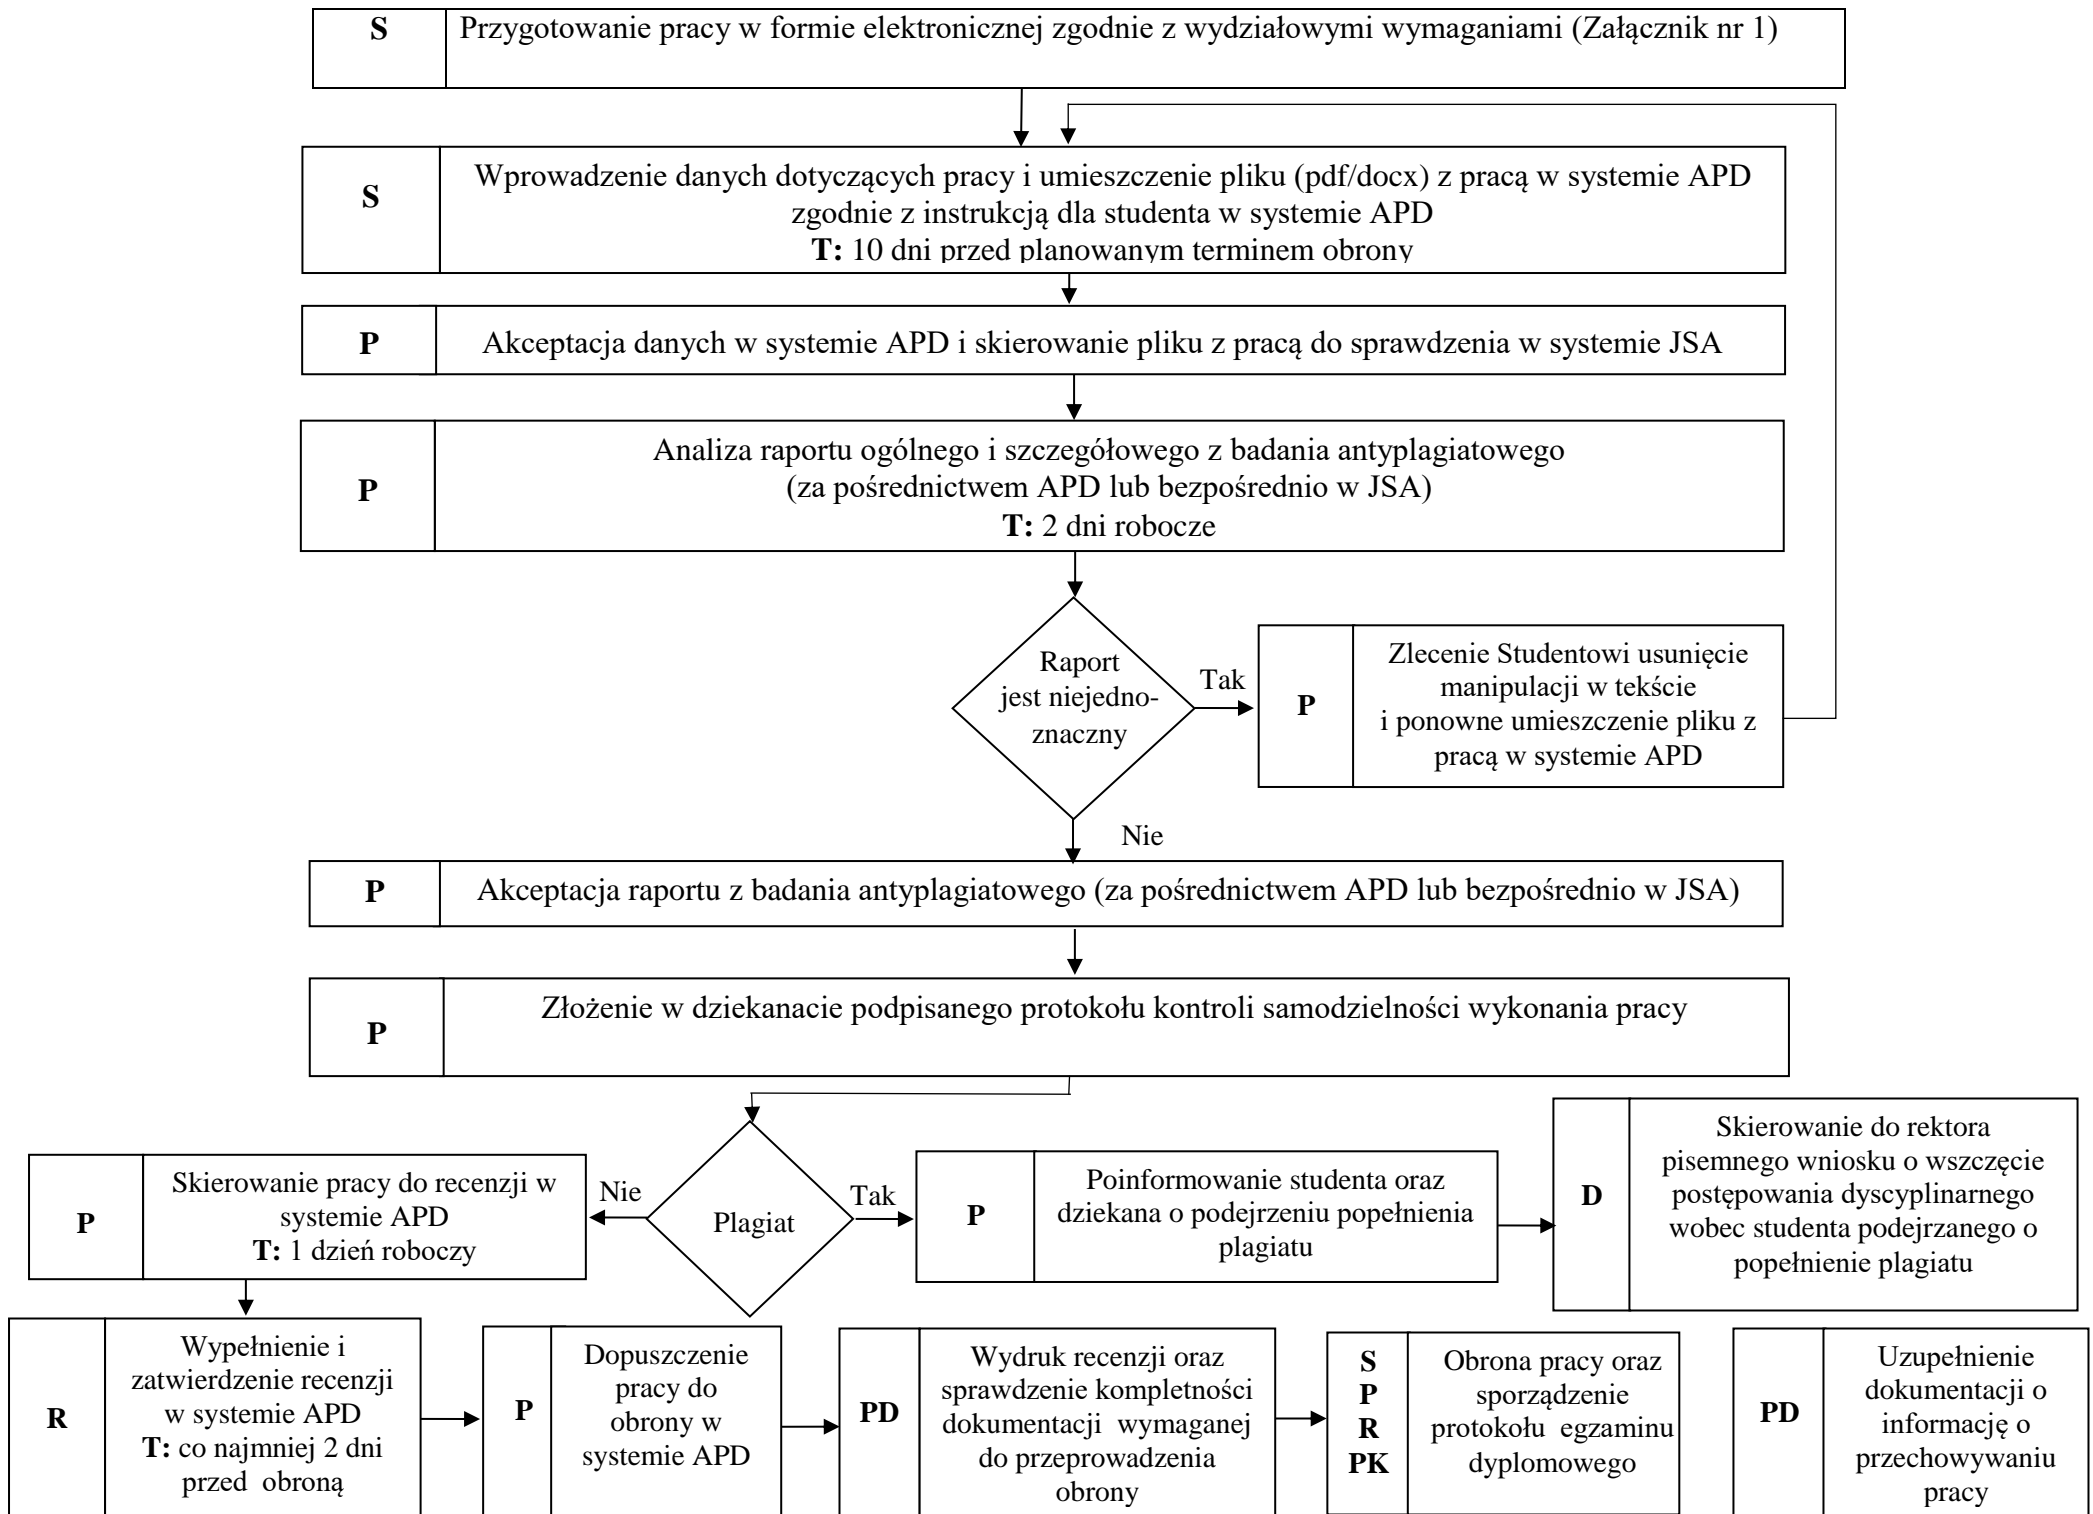 S
Przygotowanie pracy w formie elektronicznej zgodnie z wydziałowymi wymaganiami (Załącznik nr 1)
S
Wprowadzenie danych dotyczących pracy i umieszczenie pliku (pdf/docx) z pracą w systemie APD
zgodnie z instrukcją dla studenta w systemie APD
T: 10 dni przed planowanym terminem obrony
P
Akceptacja danych w systemie APD i skierowanie pliku z pracą do sprawdzenia w systemie JSA
P
Analiza raportu ogólnego i szczegółowego z badania antyplagiatowego
(za pośrednictwem APD lub bezpośrednio w JSA)
T: 2 dni robocze
Raport
jest niejedno-
znaczny
Tak
P
Zlecenie Studentowi usunięcie
manipulacji w tekście
i ponowne umieszczenie pliku z
pracą w systemie APD
Nie
P
Akceptacja raportu z badania antyplagiatowego (za pośrednictwem APD lub bezpośrednio w JSA)
P
Złożenie w dziekanacie podpisanego protokołu kontroli samodzielności wykonania pracy
P
Skierowanie pracy do recenzji w
systemie APD
T: 1 dzień roboczy
Nie
Plagiat
Tak
P
Poinformowanie studenta oraz
dziekana o podejrzeniu popełnienia
plagiatu
D
Skierowanie do rektora
pisemnego wniosku o wszczęcie
postępowania dyscyplinarnego
wobec studenta podejrzanego o
popełnienie plagiatu
R
Wypełnienie i
zatwierdzenie recenzji
w systemie APD
T: co najmniej 2 dni
przed obroną
P
Dopuszczenie
pracy do
obrony w
systemie APD
PD
Wydruk recenzji oraz
sprawdzenie kompletności
dokumentacji wymaganej
do przeprowadzenia
obrony
S
P
R
PK
Obrona pracy oraz
sporządzenie
protokołu egzaminu
dyplomowego
PD
Uzupełnienie
dokumentacji o
informację o
przechowywaniu
pracy